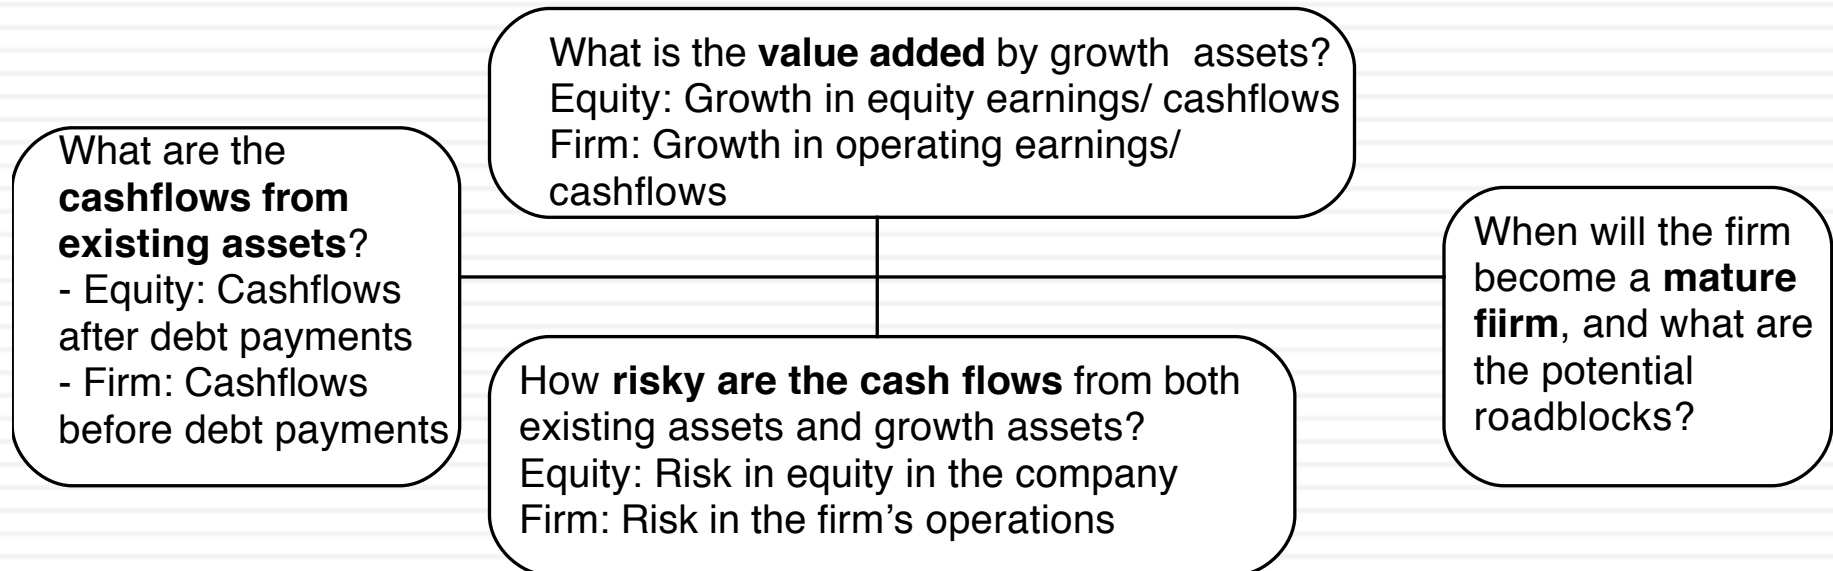 What is the value added by growth assets?
Equity: Growth in equity earnings/ cashflows
Firm: Growth in operating earnings/
cashflows
What are the
cashflows from
existing assets?
- Equity: Cashflows
after debt payments
- Firm: Cashflows
before debt payments
When will the firm
become a mature
fiirm, and what are
the potential
roadblocks?
How risky are the cash flows from both
existing assets and growth assets?
Equity: Risk in equity in the company
Firm: Risk in the firm’s operations